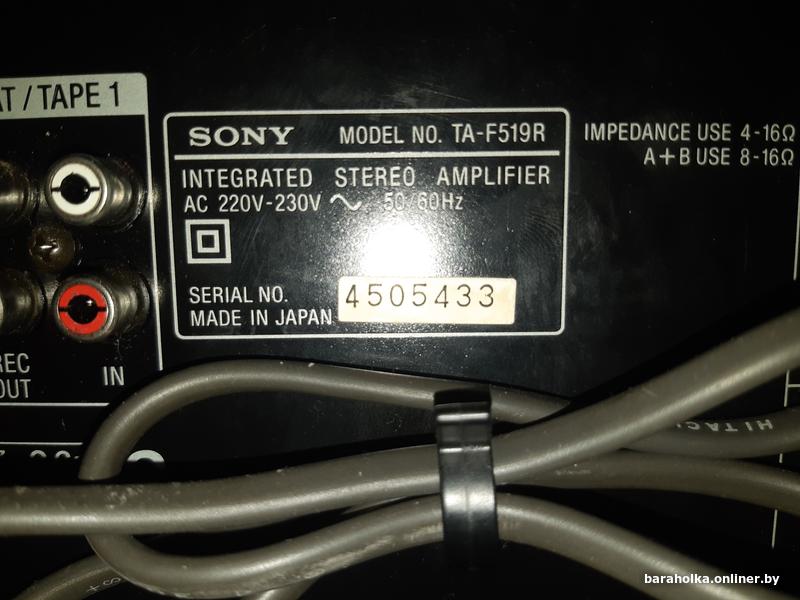 AT / TAPE 1
SONY MODEL NO. TA-F519R
INTEGRATED STEREO AMPLIFIER
AC 220V-230V ~ 50/60Hz
SERIAL NO. 4505433
MADE IN JAPAN
IMPEDANCE USE 4-16Ω
A+B USE 8-16Ω
REC OUT
IN
HITACH
baraholka.onliner.by